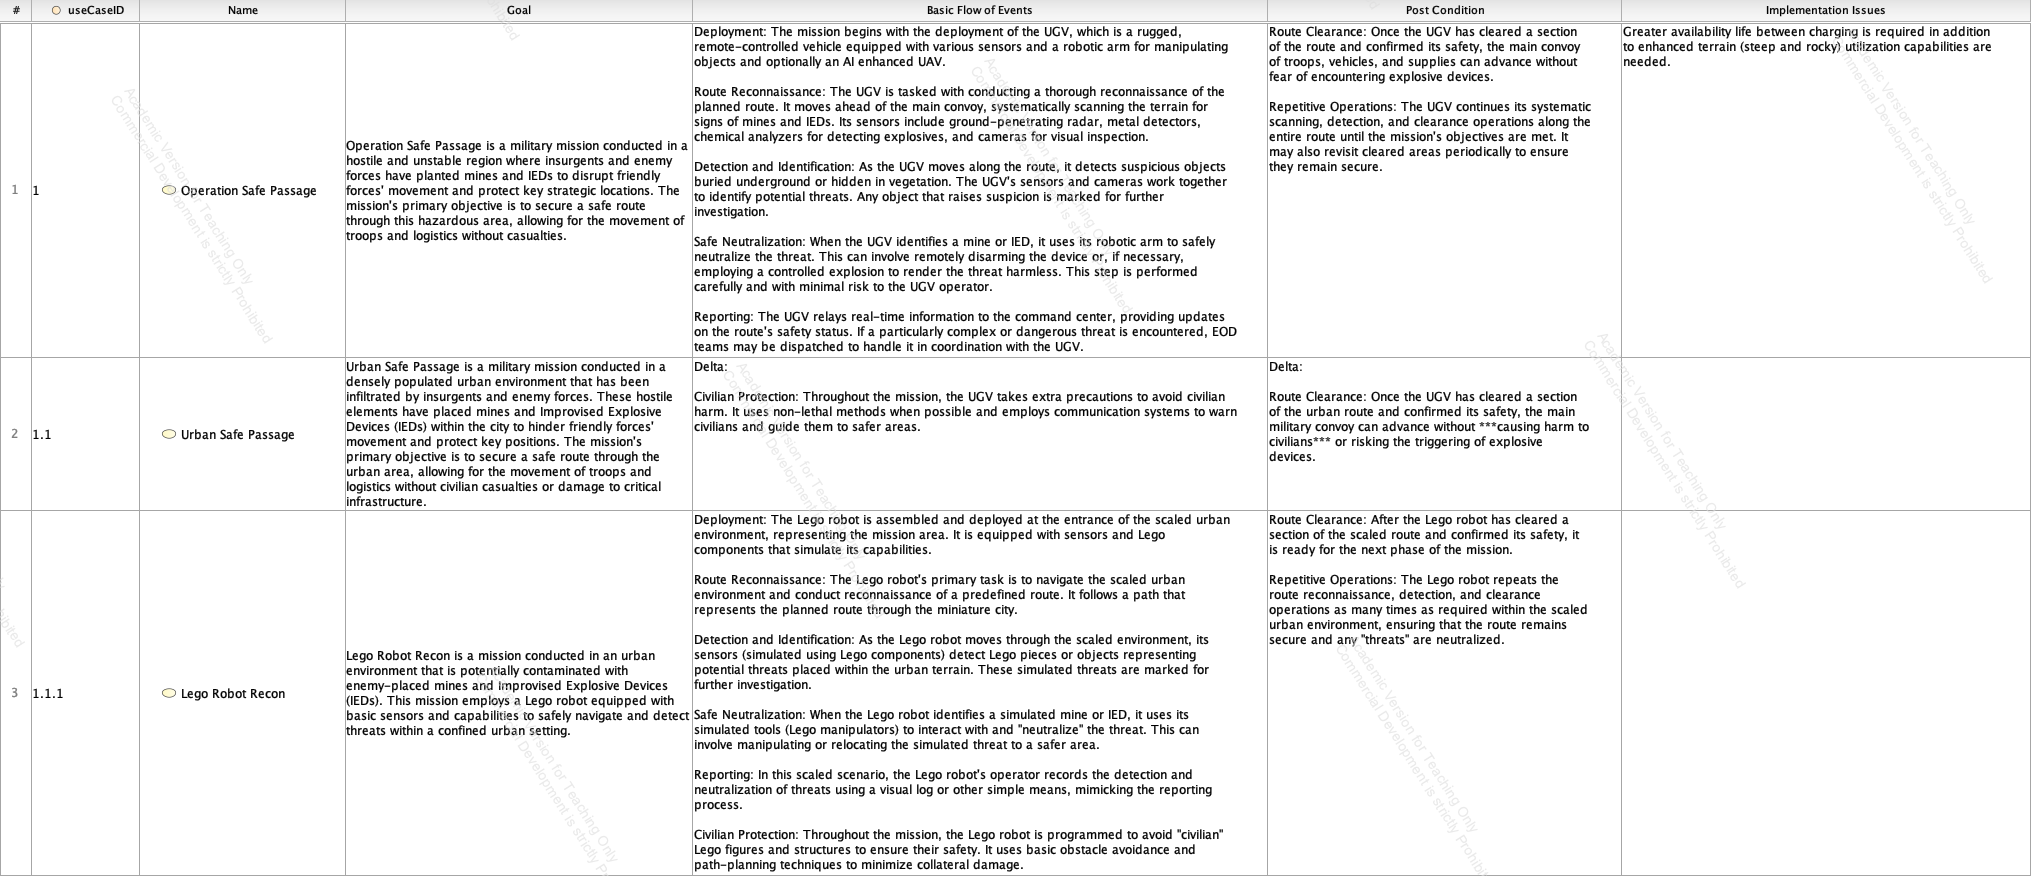 # useCaseID Name Goal Basic Flow of Events Post Condition Implementation Issues
1
1
Operation Safe Passage
Operation Safe Passage is a military mission conducted in a
hostile and unstable region where insurgents and enemy
forces have planted mines and IEDs to disrupt friendly
forces' movement and protect key strategic locations. The
mission's primary objective is to secure a safe route
through this hazardous area, allowing for the movement of
troops and logistics without casualties.
Deployment: The mission begins with the deployment of the UGV, which is a rugged,
remote-controlled vehicle equipped with various sensors and a robotic arm for manipulating
objects and optionally an AI enhanced UAV.
Route Reconnaissance: The UGV is tasked with conducting a thorough reconnaissance of the
planned route. It moves ahead of the main convoy, systematically scanning the terrain for
signs of mines and IEDs. Its sensors include ground-penetrating radar, metal detectors,
chemical analyzers for detecting explosives, and cameras for visual inspection.
Detection and Identification: As the UGV moves along the route, it detects suspicious objects
buried underground or hidden in vegetation. The UGV's sensors and cameras work together
to identify potential threats. Any object that raises suspicion is marked for further
investigation.
Safe Neutralization: When the UGV identifies a mine or IED, it uses its robotic arm to safely
neutralize the threat. This can involve remotely disarming the device or, if necessary,
employing a controlled explosion to render the threat harmless. This step is performed
carefully and with minimal risk to the UGV operator.
Reporting: The UGV relays real-time information to the command center, providing updates
on the route's safety status. If a particularly complex or dangerous threat is encountered, EOD
teams may be dispatched to handle it in coordination with the UGV.
Route Clearance: Once the UGV has cleared a section
of the route and confirmed its safety, the main convoy
of troops, vehicles, and supplies can advance without
fear of encountering explosive devices.
Repetitive Operations: The UGV continues its systematic
scanning, detection, and clearance operations along the
entire route until the mission's objectives are met. It
may also revisit cleared areas periodically to ensure
they remain secure.
Greater availability life between charging is required in addition
to enhanced terrain (steep and rocky) utilization capabilities are
needed.
2
1.1
Urban Safe Passage
Urban Safe Passage is a military mission conducted in a
densely populated urban environment that has been
infiltrated by insurgents and enemy forces. These hostile
elements have placed mines and Improvised Explosive
Devices (IEDs) within the city to hinder friendly forces'
movement and protect key positions. The mission's
primary objective is to secure a safe route through the
urban area, allowing for the movement of troops and
logistics without civilian casualties or damage to critical
infrastructure.
Delta:
Civilian Protection: Throughout the mission, the UGV takes extra precautions to avoid civilian
harm. It uses non-lethal methods when possible and employs communication systems to warn
civilians and guide them to safer areas.
Delta:
Route Clearance: Once the UGV has cleared a section
of the urban route and confirmed its safety, the main
military convoy can advance without ***causing harm to
civilians*** or risking the triggering of explosive
devices.
3
1.1.1
Lego Robot Recon
Lego Robot Recon is a mission conducted in an urban
environment that is potentially contaminated with
enemy-placed mines and Improvised Explosive Devices
(IEDs). This mission employs a Lego robot equipped with
basic sensors and capabilities to safely navigate and detect
threats within a confined urban setting.
Deployment: The Lego robot is assembled and deployed at the entrance of the scaled urban
environment, representing the mission area. It is equipped with sensors and Lego
components that simulate its capabilities.
Route Reconnaissance: The Lego robot's primary task is to navigate the scaled urban
environment and conduct reconnaissance of a predefined route. It follows a path that
represents the planned route through the miniature city.
Detection and Identification: As the Lego robot moves through the scaled environment, its
sensors (simulated using Lego components) detect Lego pieces or objects representing
potential threats placed within the urban terrain. These simulated threats are marked for
further investigation.
Safe Neutralization: When the Lego robot identifies a simulated mine or IED, it uses its
simulated tools (Lego manipulators) to interact with and "neutralize" the threat. This can
involve manipulating or relocating the simulated threat to a safer area.
Reporting: In this scaled scenario, the Lego robot's operator records the detection and
neutralization of threats using a visual log or other simple means, mimicking the reporting
process.
Civilian Protection: Throughout the mission, the Lego robot is programmed to avoid "civilian"
Lego figures and structures to ensure their safety. It uses basic obstacle avoidance and
path-planning techniques to minimize collateral damage.
Route Clearance: After the Lego robot has cleared a
section of the scaled route and confirmed its safety, it
is ready for the next phase of the mission.
Repetitive Operations: The Lego robot repeats the
route reconnaissance, detection, and clearance
operations as many times as required within the scaled
urban environment, ensuring that the route remains
secure and any "threats" are neutralized.
Academic Version for Teaching Only
Commercial Development is strictly Prohibited